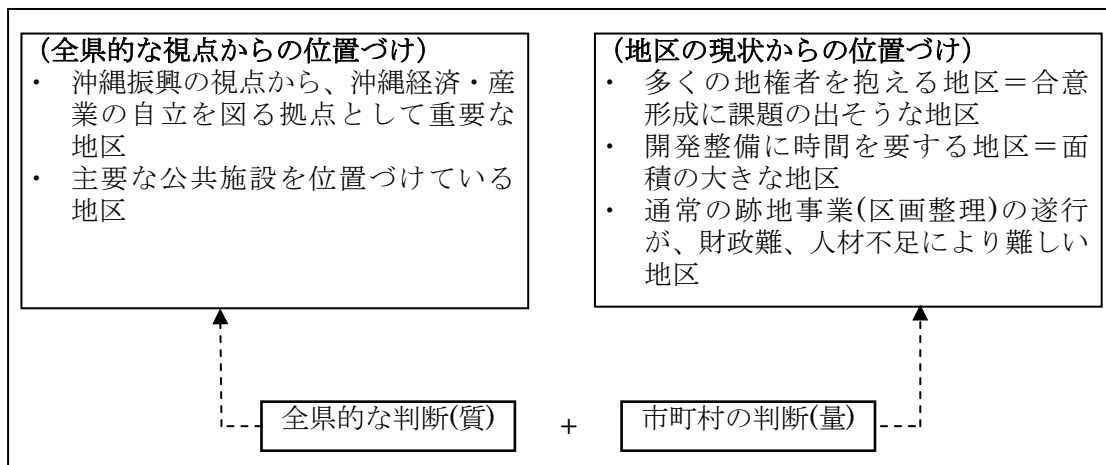 (全県的な視点からの位置づけ)
・ 沖縄振興の視点から、沖縄経済・産
業の自立を図る拠点として重要な
地区
・ 主要な公共施設を位置づけている
地区
(地区の現状からの位置づけ)
・ 多くの地権者を抱える地区＝合意
形成に課題の出そうな地区
・ 開発整備に時間を要する地区＝面
積の大きな地区
・ 通常の跡地事業(区画整理)の遂行
が、財政難、人材不足により難しい
地区
全県的な判断(質) + 市町村の判断(量)